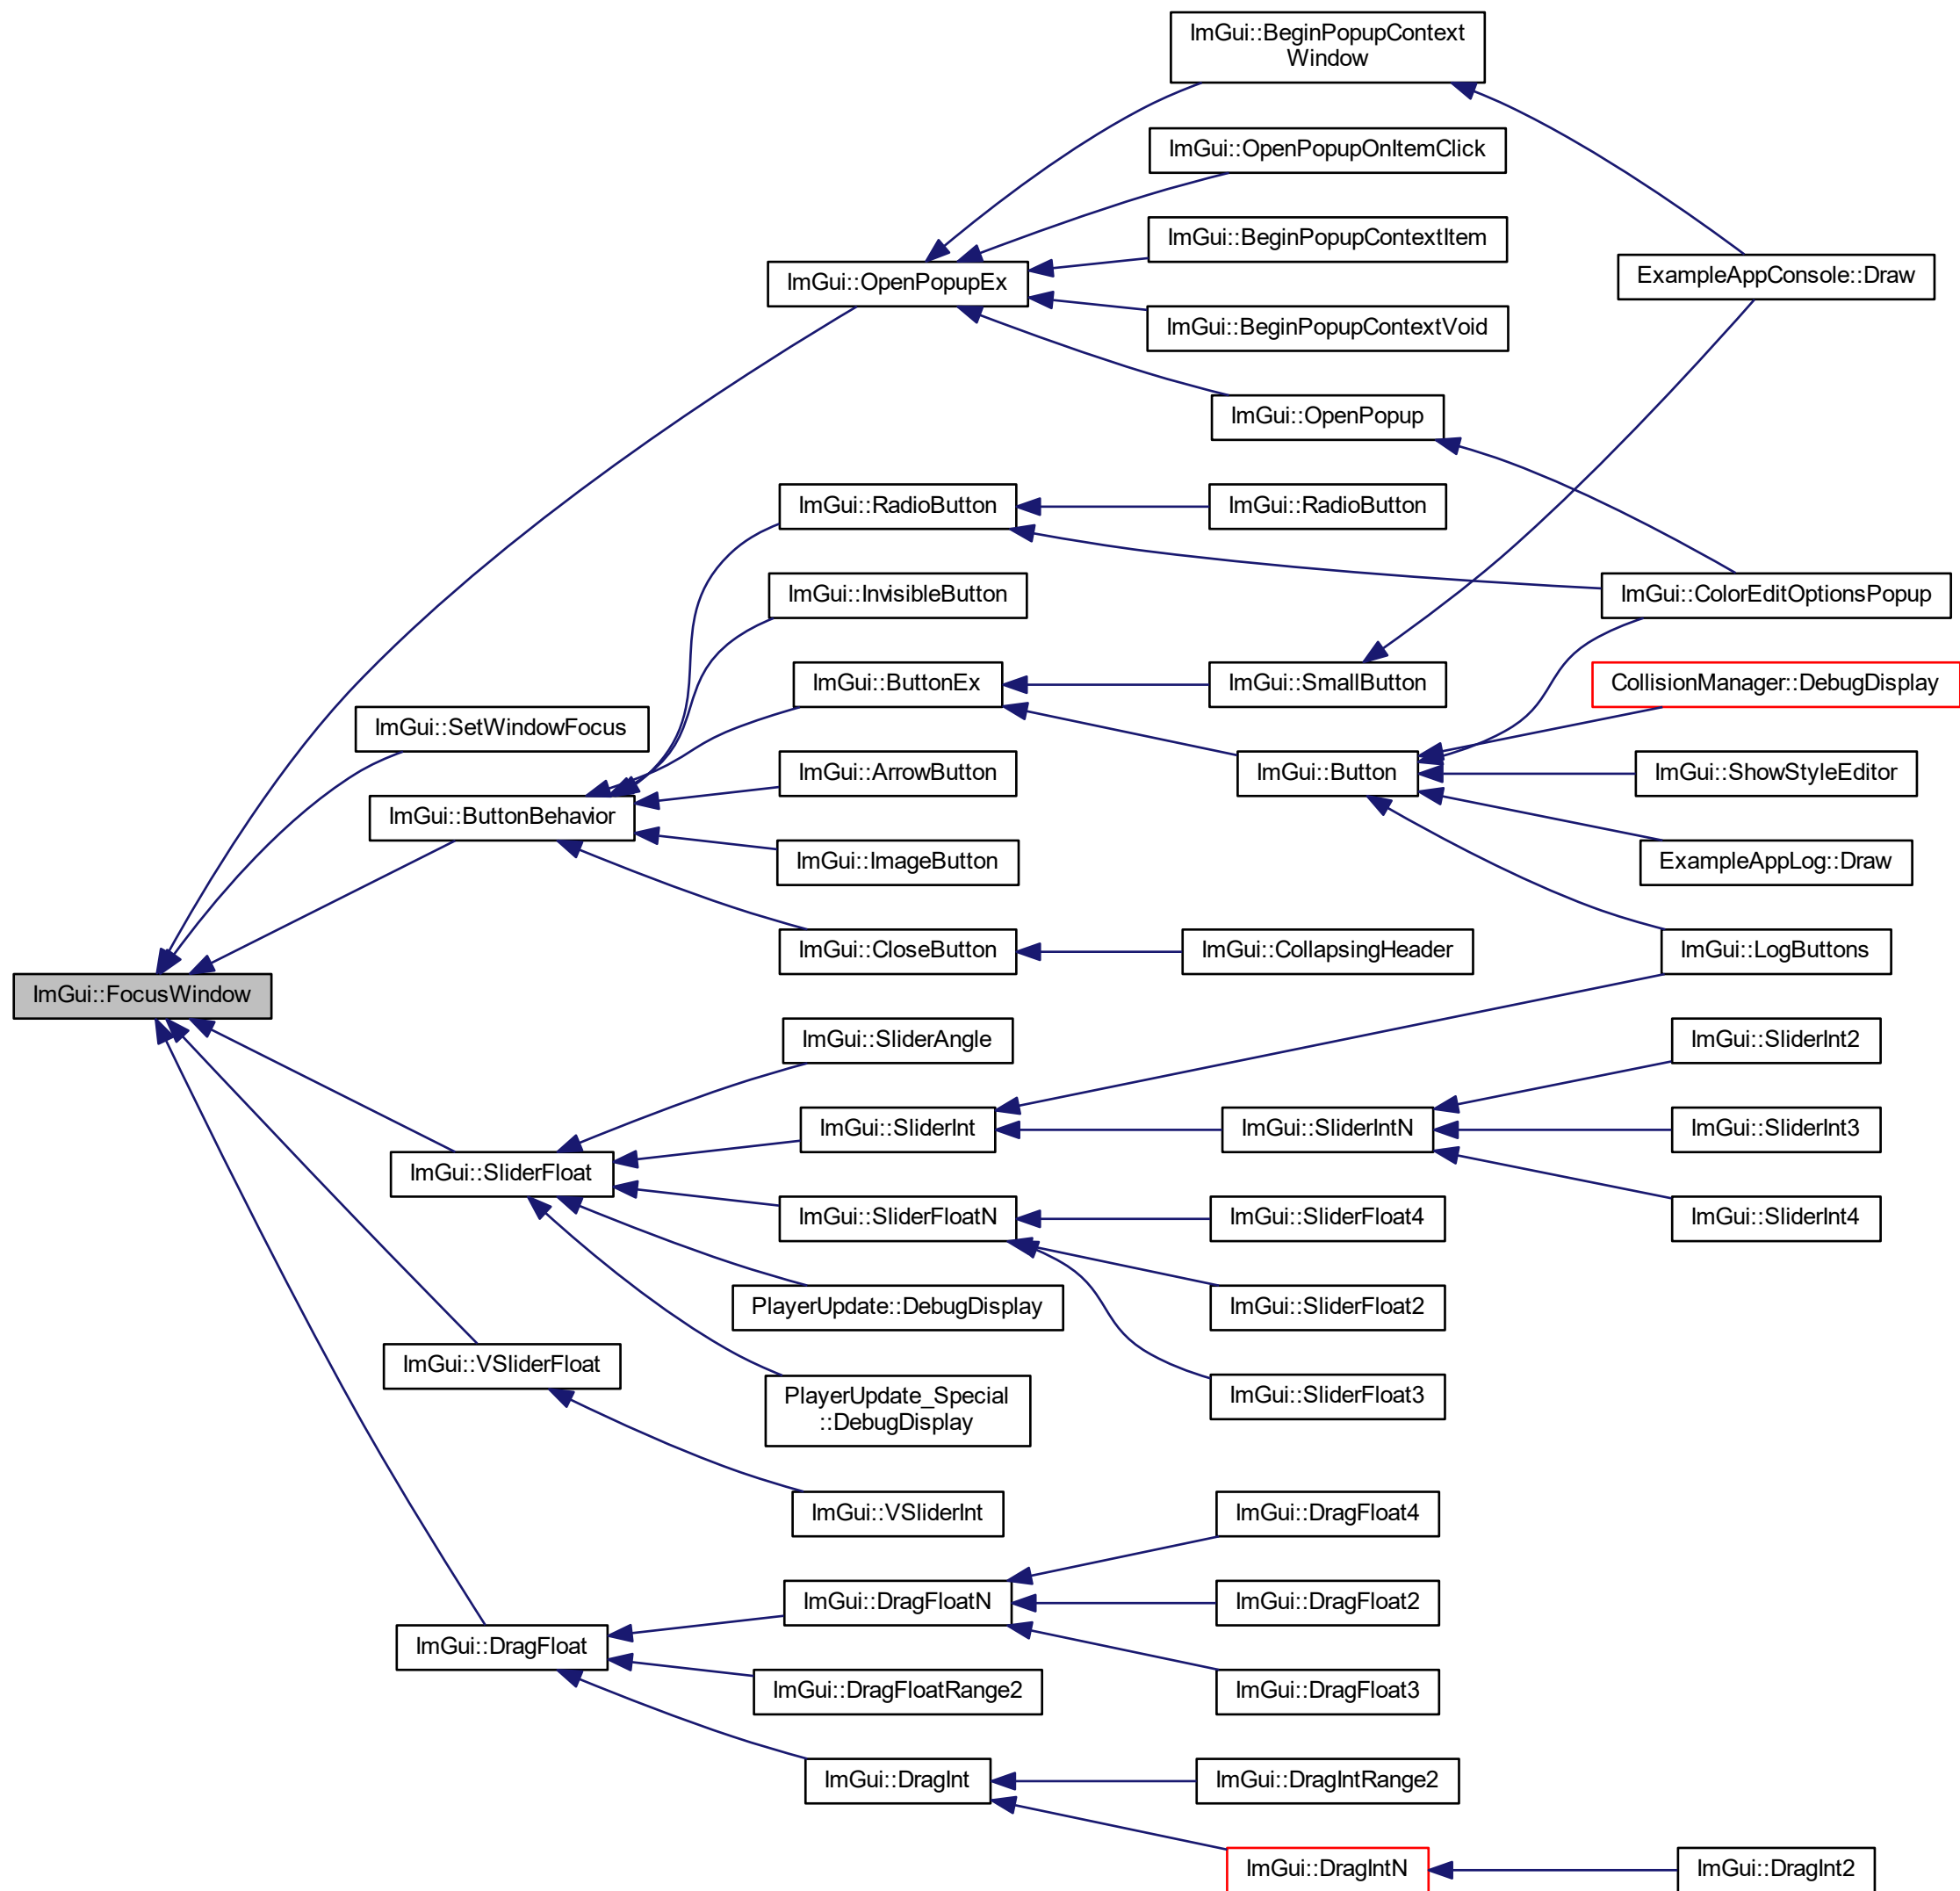 ImGui::BeginPopupContext
Window
ImGui::OpenPopupOnItemClick
ImGui::BeginPopupContextItem
ExampleAppConsole::Draw
ImGui::OpenPopupEx
ImGui::BeginPopupContextVoid
ImGui::OpenPopup
ImGui::RadioButton
ImGui::RadioButton
ImGui::InvisibleButton
ImGui::ColorEditOptionsPopup
ImGui::ButtonEx
ImGui::SmallButton
CollisionManager::DebugDisplay
ImGui::SetWindowFocus
ImGui::ArrowButton
ImGui::Button
ImGui::ShowStyleEditor
ImGui::ButtonBehavior
ImGui::ImageButton
ExampleAppLog::Draw
ImGui::CloseButton
ImGui::CollapsingHeader
ImGui::LogButtons
ImGui::FocusWindow
ImGui::SliderAngle
ImGui::SliderInt2
ImGui::SliderInt
ImGui::SliderIntN
ImGui::SliderInt3
ImGui::SliderFloat
ImGui::SliderFloatN
ImGui::SliderFloat4
ImGui::SliderInt4
PlayerUpdate::DebugDisplay
ImGui::SliderFloat2
ImGui::VSliderFloat
PlayerUpdate_Special
::DebugDisplay
ImGui::SliderFloat3
ImGui::VSliderInt
ImGui::DragFloat4
ImGui::DragFloatN
ImGui::DragFloat2
ImGui::DragFloat
ImGui::DragFloatRange2
ImGui::DragFloat3
ImGui::DragInt
ImGui::DragIntRange2
ImGui::DragIntN
ImGui::DragInt2